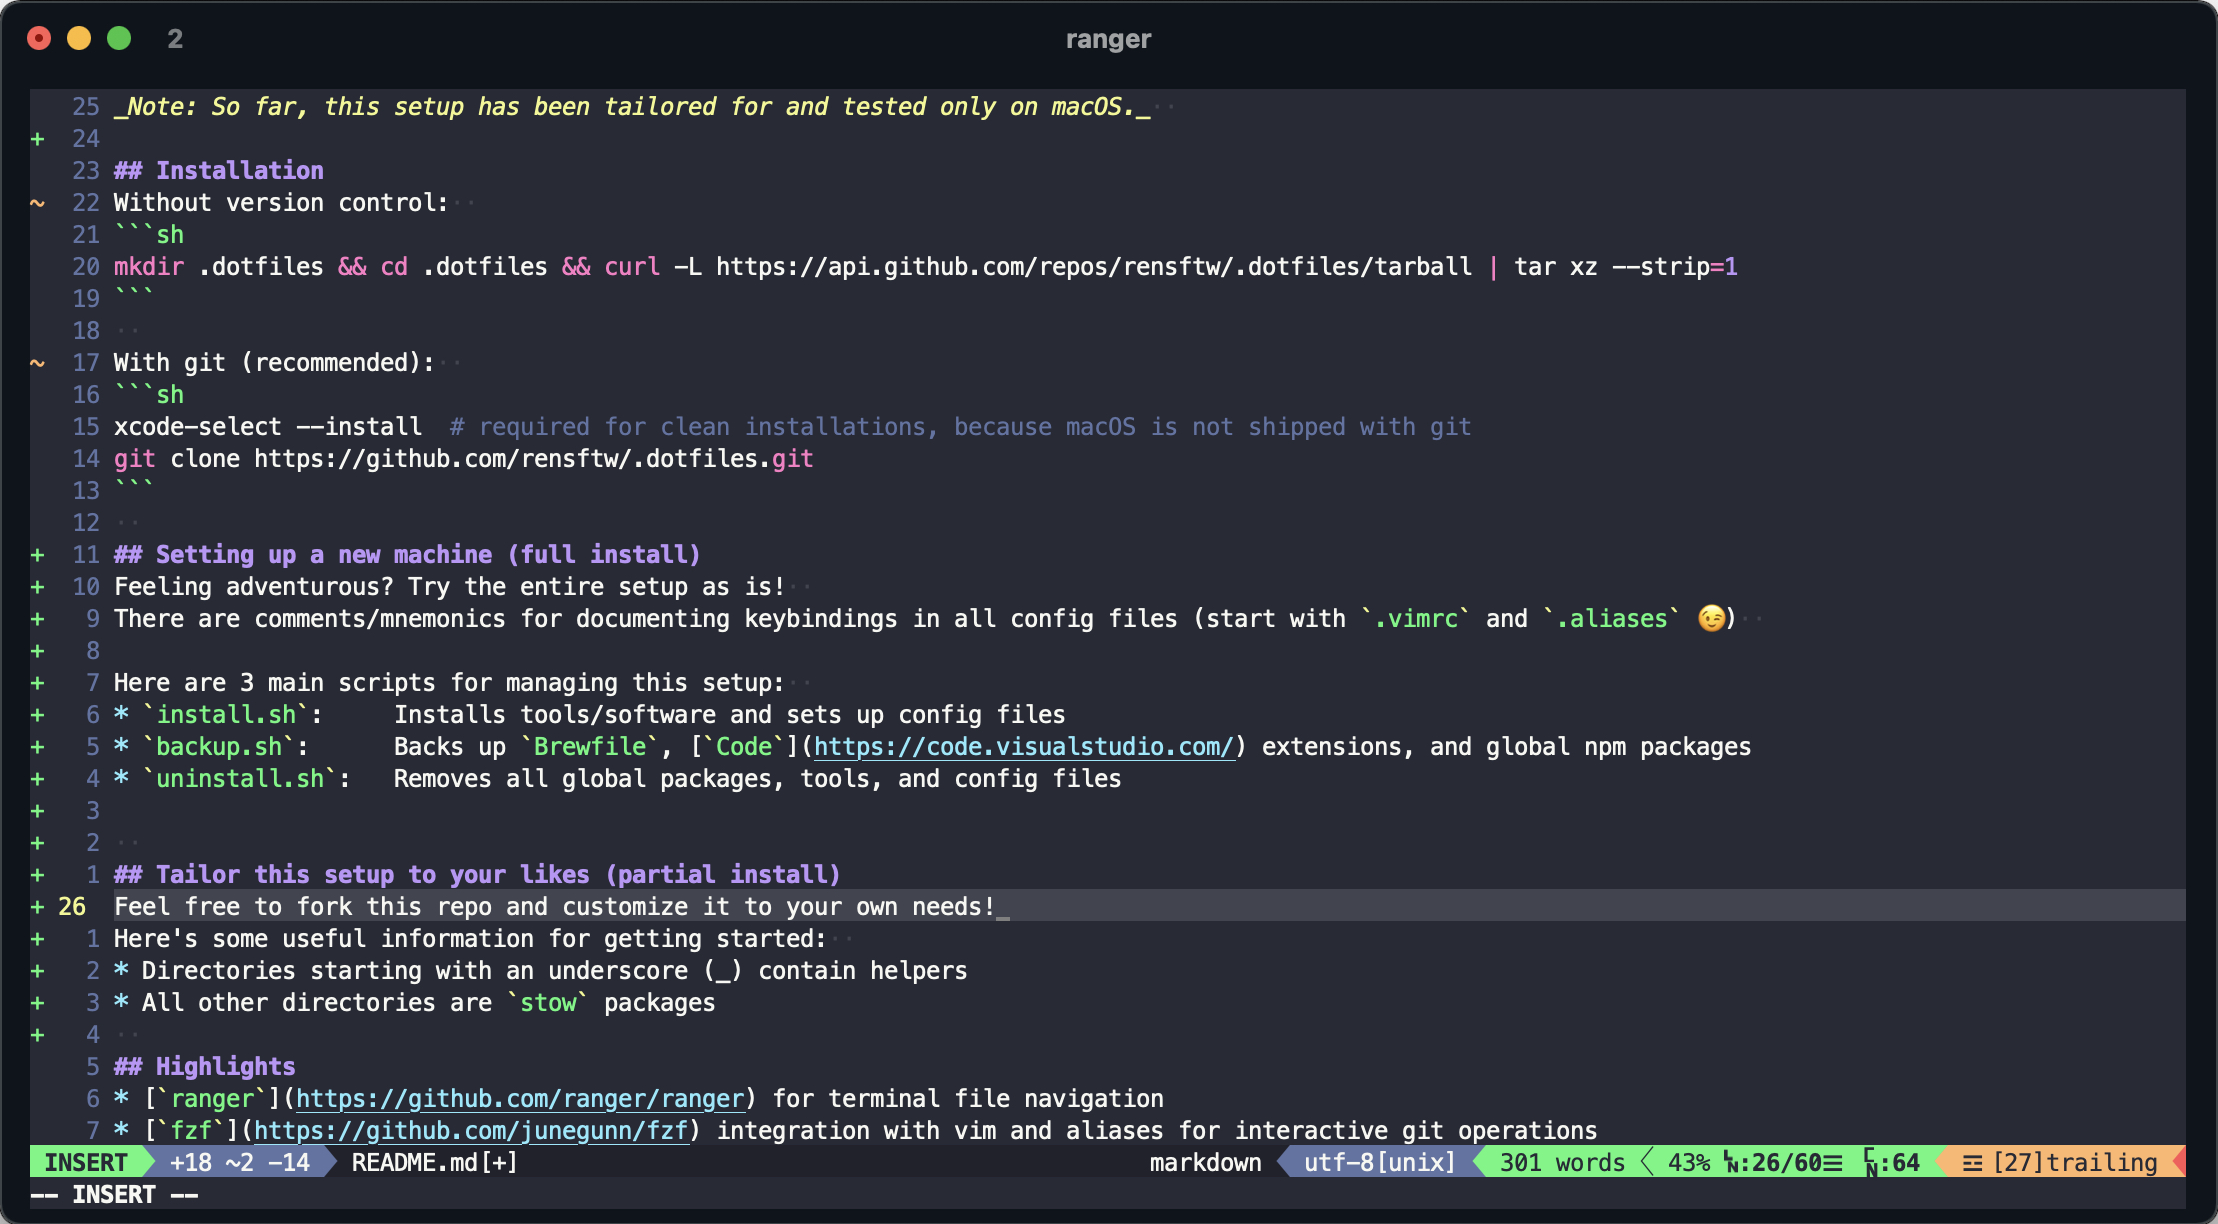 2 ranger
25 _Note: So far, this setup has been tailored for and tested only on macOS._··
+ 24
23 ## Installation
~ 22 Without version control:··
21 ```sh
20 mkdir .dotfiles && cd .dotfiles && curl -L https://api.github.com/repos/rensftw/.dotfiles/tarball | tar xz --strip=1
19 ```
18 ··
~ 17 With git (recommended):··
16 ```sh
15 xcode-select --install  # required for clean installations, because macOS is not shipped with git
14 git clone https://github.com/rensftw/.dotfiles.git
13 ```
12 ··
+ 11 ## Setting up a new machine (full install)
+ 10 Feeling adventurous? Try the entire setup as is!··
+ 9 There are comments/mnemonics for documenting keybindings in all config files (start with `.vimrc` and `.aliases` 😉)··
+ 8
+ 7 Here are 3 main scripts for managing this setup:··
+ 6 * `install.sh`:     Installs tools/software and sets up config files
+ 5 * `backup.sh`:      Backs up `Brewfile`, [`Code`](https://code.visualstudio.com/) extensions, and global npm packages
+ 4 * `uninstall.sh`:   Removes all global packages, tools, and config files
+ 3
+ 2 ··
+ 1 ## Tailor this setup to your likes (partial install)
+ 26 Feel free to fork this repo and customize it to your own needs!_
+ 1 Here's some useful information for getting started:··
+ 2 * Directories starting with an underscore (_) contain helpers
+ 3 * All other directories are `stow` packages
+ 4 ··
5 ## Highlights
6 * [`ranger`](https://github.com/ranger/ranger) for terminal file navigation
7 * [`fzf`](https://github.com/junegunn/fzf) integration with vim and aliases for interactive git operations
INSERT +18 ~2 -14 README.md[+] markdown utf-8[unix] 301 words 43% ␤:26/60☰ ℅:64 ☲ [27]trailing
-- INSERT --